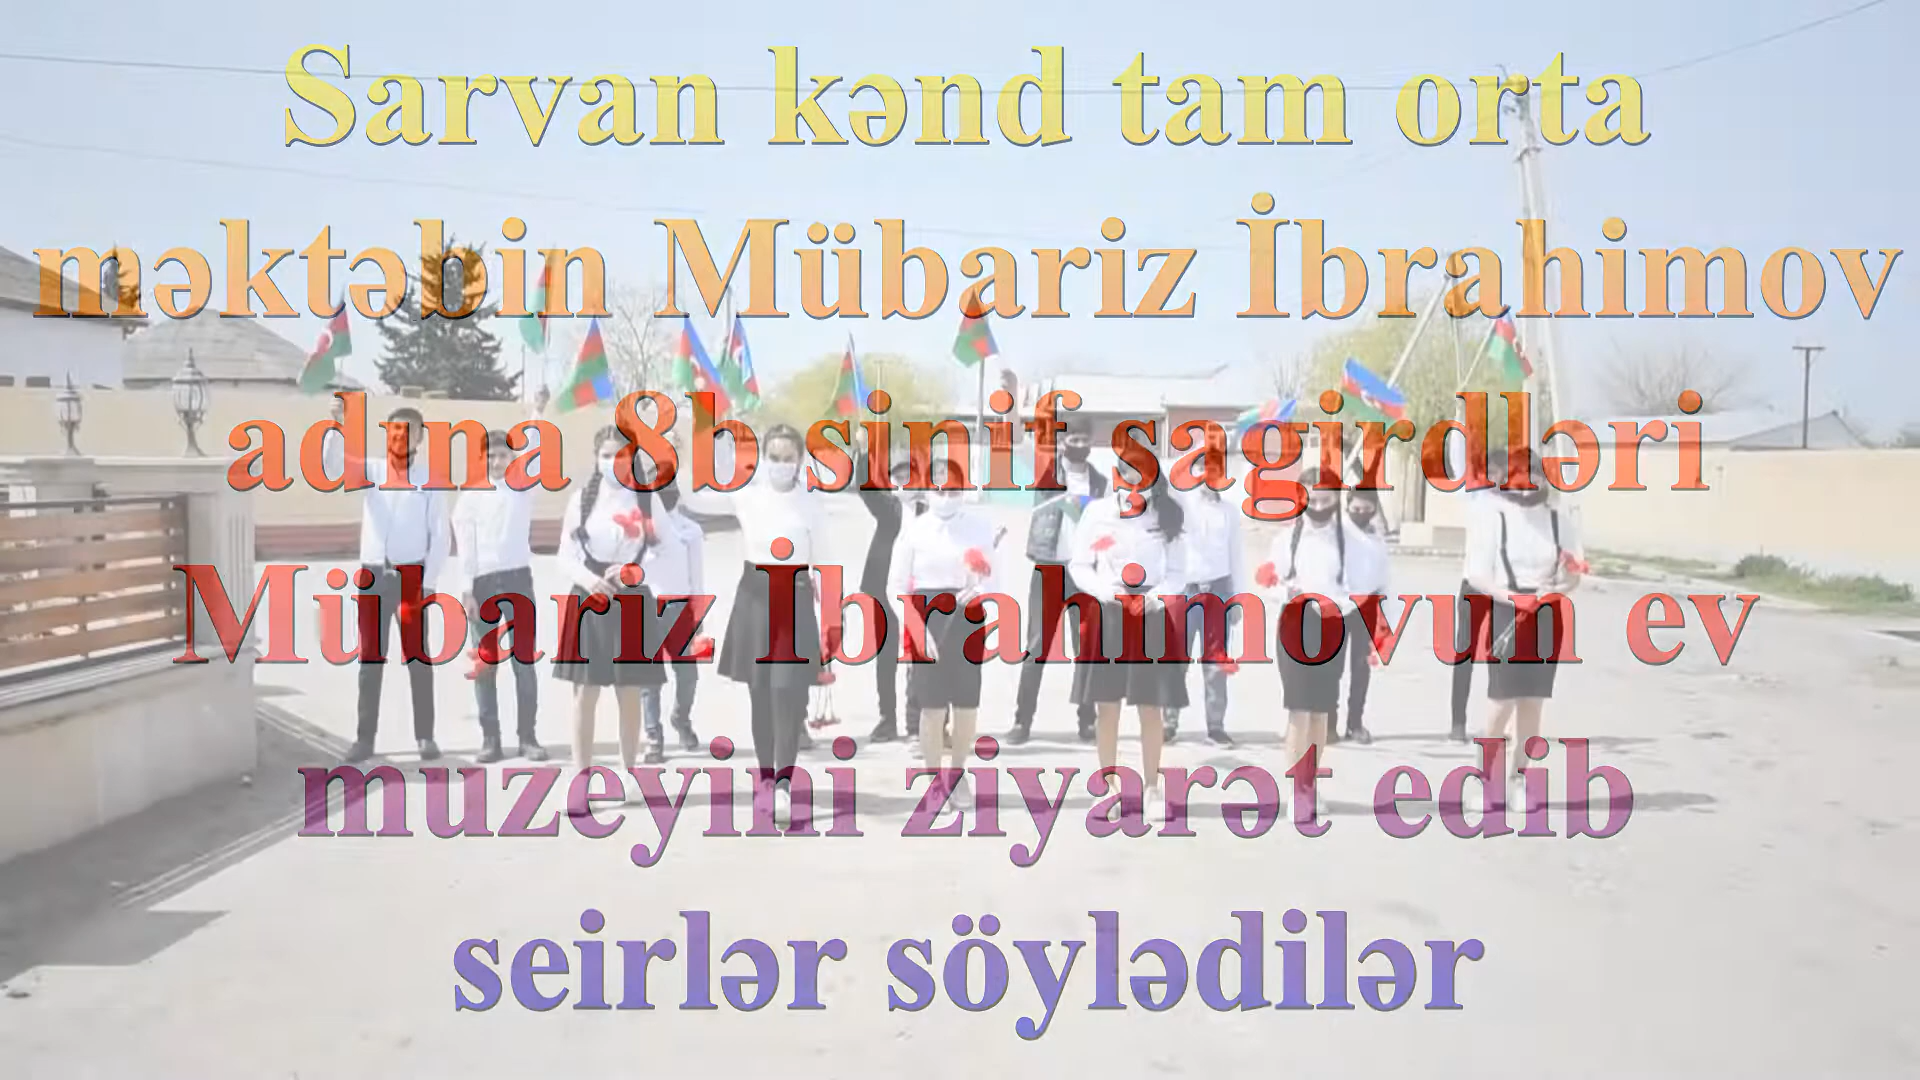 Sarvan kənd tam orta
məktəbin Mübariz İbrahimov
adına 8b sinif şagirdləri
Mübariz İbrahimovun ev
muzeyini ziyarət edib
seirlər söylədilər